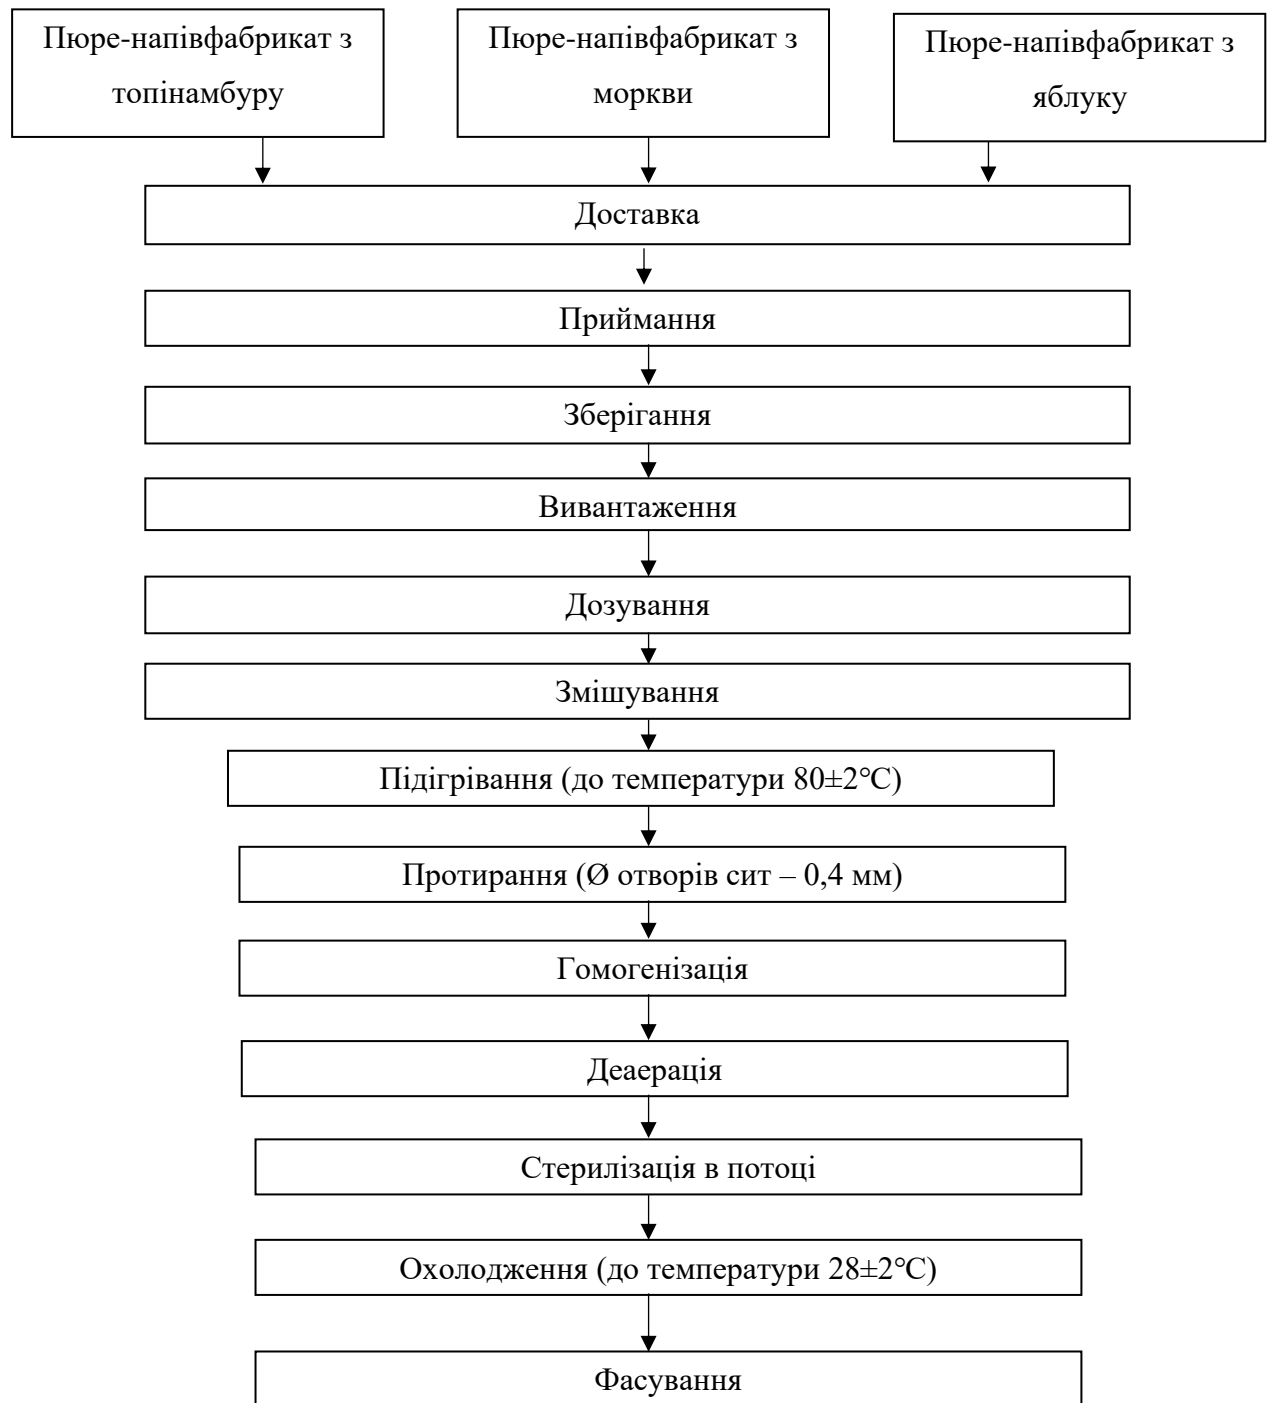 Пюре-напівфабрикат з
топінамбуру
Пюре-напівфабрикат з
моркви
Пюре-напівфабрикат з
яблуку
Доставка
Приймання
Зберігання
Вивантаження
Дозування
Змішування
Підігрівання (до температури 80±2°С)
Протирання (Ø отворів сит – 0,4 мм)
Гомогенізація
Деаерація
Стерилізація в потоці
Охолодження (до температури 28±2°С)
Фасування